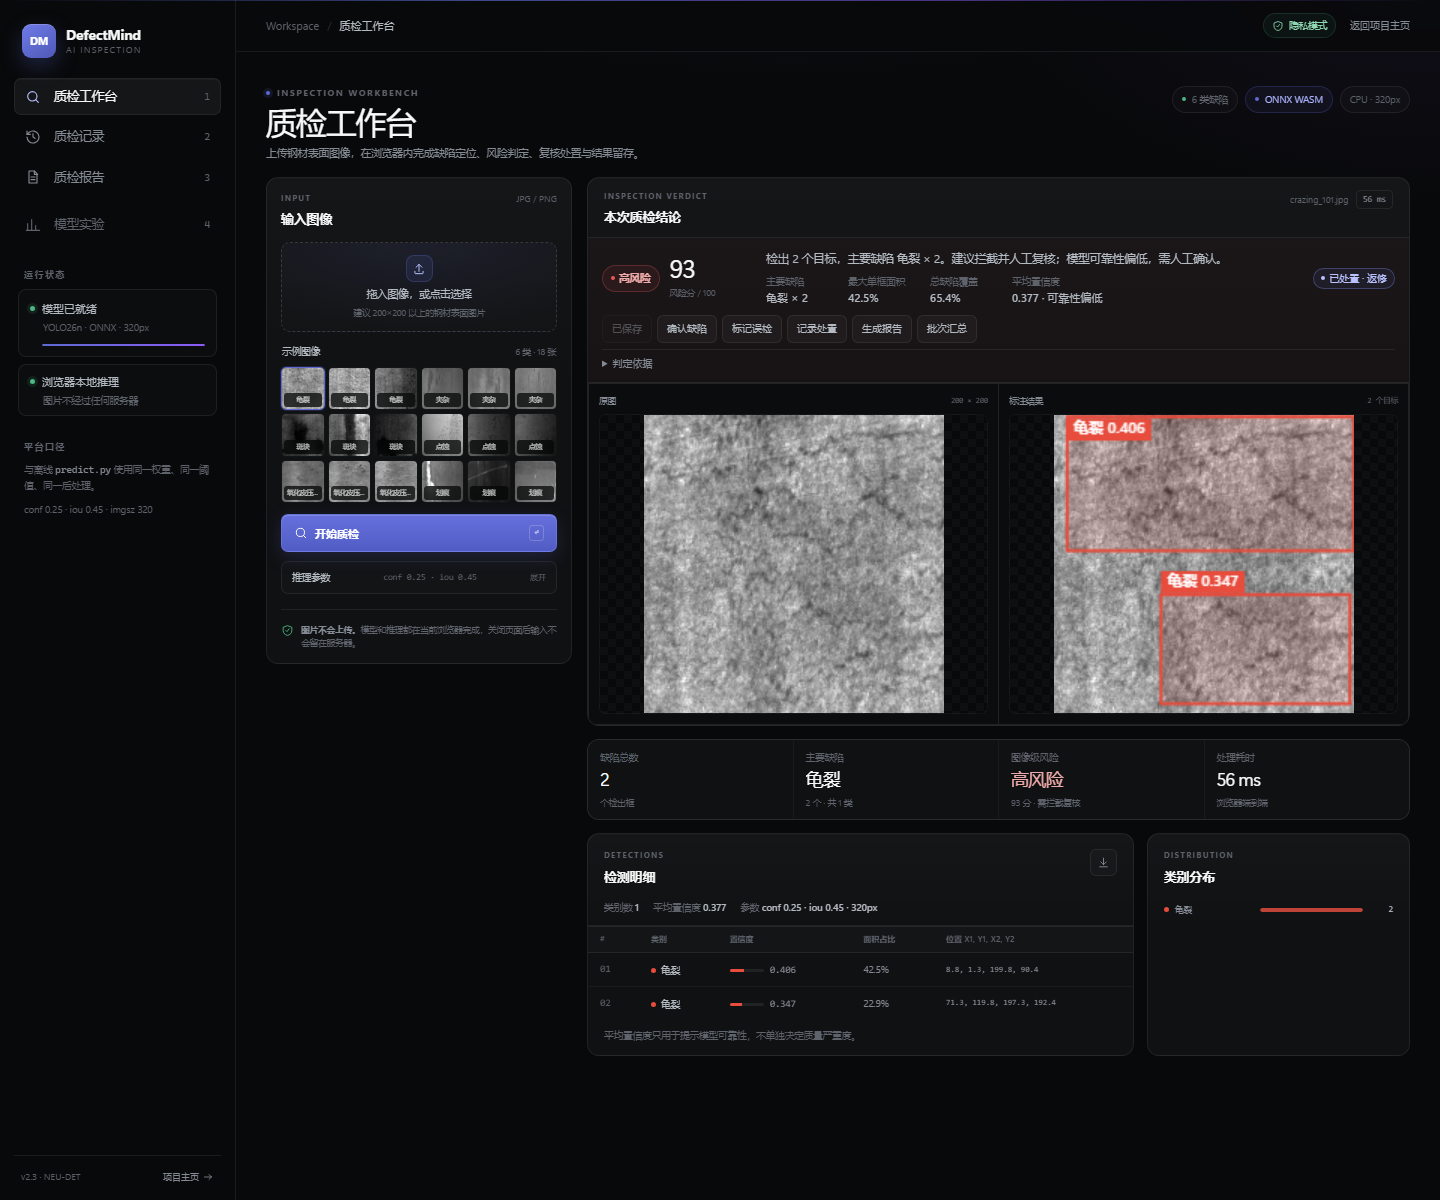 DM
DefectMind
AI INSPECTION
质检工作台 1
质检记录 2
质检报告 3
模型实验 4
运行状态
模型已就绪
YOLO26n · ONNX · 320px
浏览器本地推理
图片不经过任何服务器
平台口径
与离线 predict.py 使用同一权重、同一阈
值、同一后处理。
conf 0.25 · iou 0.45 · imgsz 320
v2.3 · NEU-DET
项目主页 →
Workspace / 质检工作台
隐私模式
返回项目主页
INSPECTION WORKBENCH
质检工作台
上传钢材表面图像，在浏览器内完成缺陷定位、风险判定、复核处置与结果留存。
6 类缺陷
ONNX WASM
CPU · 320px
INPUT
JPG / PNG
输入图像
拖入图像，或点击选择
建议 200×200 以上的钢材表面图片
示例图像
6 类 · 18 张
龟裂 龟裂 龟裂 夹杂 夹杂 夹杂
斑块 斑块 斑块 点蚀 点蚀 点蚀
氧化皮压... 氧化皮压... 氧化皮压... 划痕 划痕 划痕
开始质检
推理参数 conf 0.25 · iou 0.45 展开
图片不会上传。模型和推理都在当前浏览器完成，关闭页面后输入不
会留在服务器。
INSPECTION VERDICT
本次质检结论
crazing_101.jpg
56 ms
高风险
93
风险分 / 100
检出 2 个目标，主要缺陷 龟裂 × 2。建议拦截并人工复核；模型可靠性偏低，需人工确认。
主要缺陷 最大单框面积 总缺陷覆盖 平均置信度
龟裂 × 2 42.5% 65.4% 0.377 · 可靠性偏低
已处置 · 返修
已保存 确认缺陷 标记误检 记录处置 生成报告 批次汇总
▶ 判定依据
原图
200 × 200
标注结果
2 个目标
龟裂 0.406
龟裂 0.347
缺陷总数
2
个检出框
主要缺陷
龟裂
2 个 · 共 1 类
图像级风险
高风险
93 分 · 需拦截复核
处理耗时
56 ms
浏览器端到端
DETECTIONS
检测明细
类别数 1 平均置信度 0.377 参数 conf 0.25 · iou 0.45 · 320px
# 类别 置信度 面积占比 位置 X1, Y1, X2, Y2
01 龟裂 0.406 42.5% 8.8, 1.3, 199.8, 90.4
02 龟裂 0.347 22.9% 71.3, 119.8, 197.3, 192.4
平均置信度只用于提示模型可靠性，不单独决定质量严重度。
DISTRIBUTION
类别分布
龟裂 2